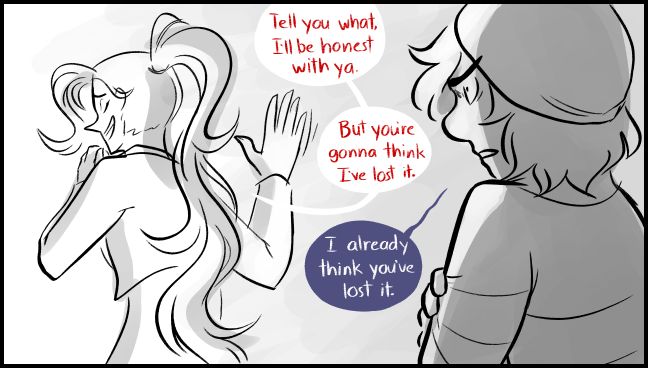 Tell you what,
I'll be honest
with ya.
But you're
gonna think
I've lost it.
I already
think you've
lost it.